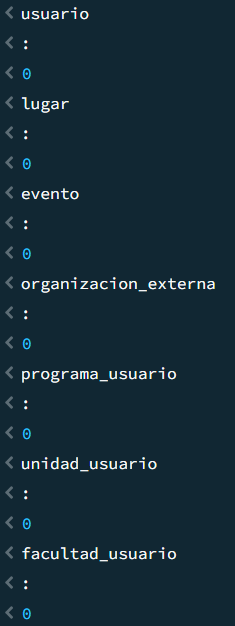 < usuario
< :
< 0
< lugar
< :
< 0
< evento
< :
< 0
< organizacion_externa
< :
< 0
< programa_usuario
< :
< 0
< unidad_usuario
< :
< 0
< facultad_usuario
< :
< 0